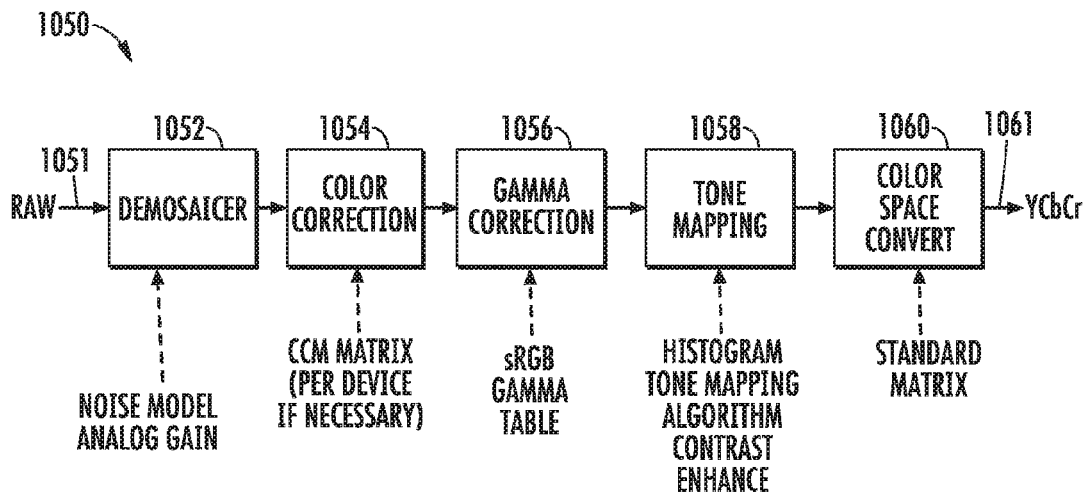 1050
1052
1054
1056
1058
1060
1061
1051
RAW
DEMOSAICER
COLOR
CORRECTION
GAMMA
CORRECTION
TONE
MAPPING
COLOR
SPACE
CONVERT
YCbCr
NOISE MODEL
ANALOG GAIN
CCM MATRIX
(PER DEVICE
IF NECESSARY)
sRGB
GAMMA
TABLE
HISTOGRAM
TONE MAPPING
ALGORITHM
CONTRAST
ENHANCE
STANDARD
MATRIX